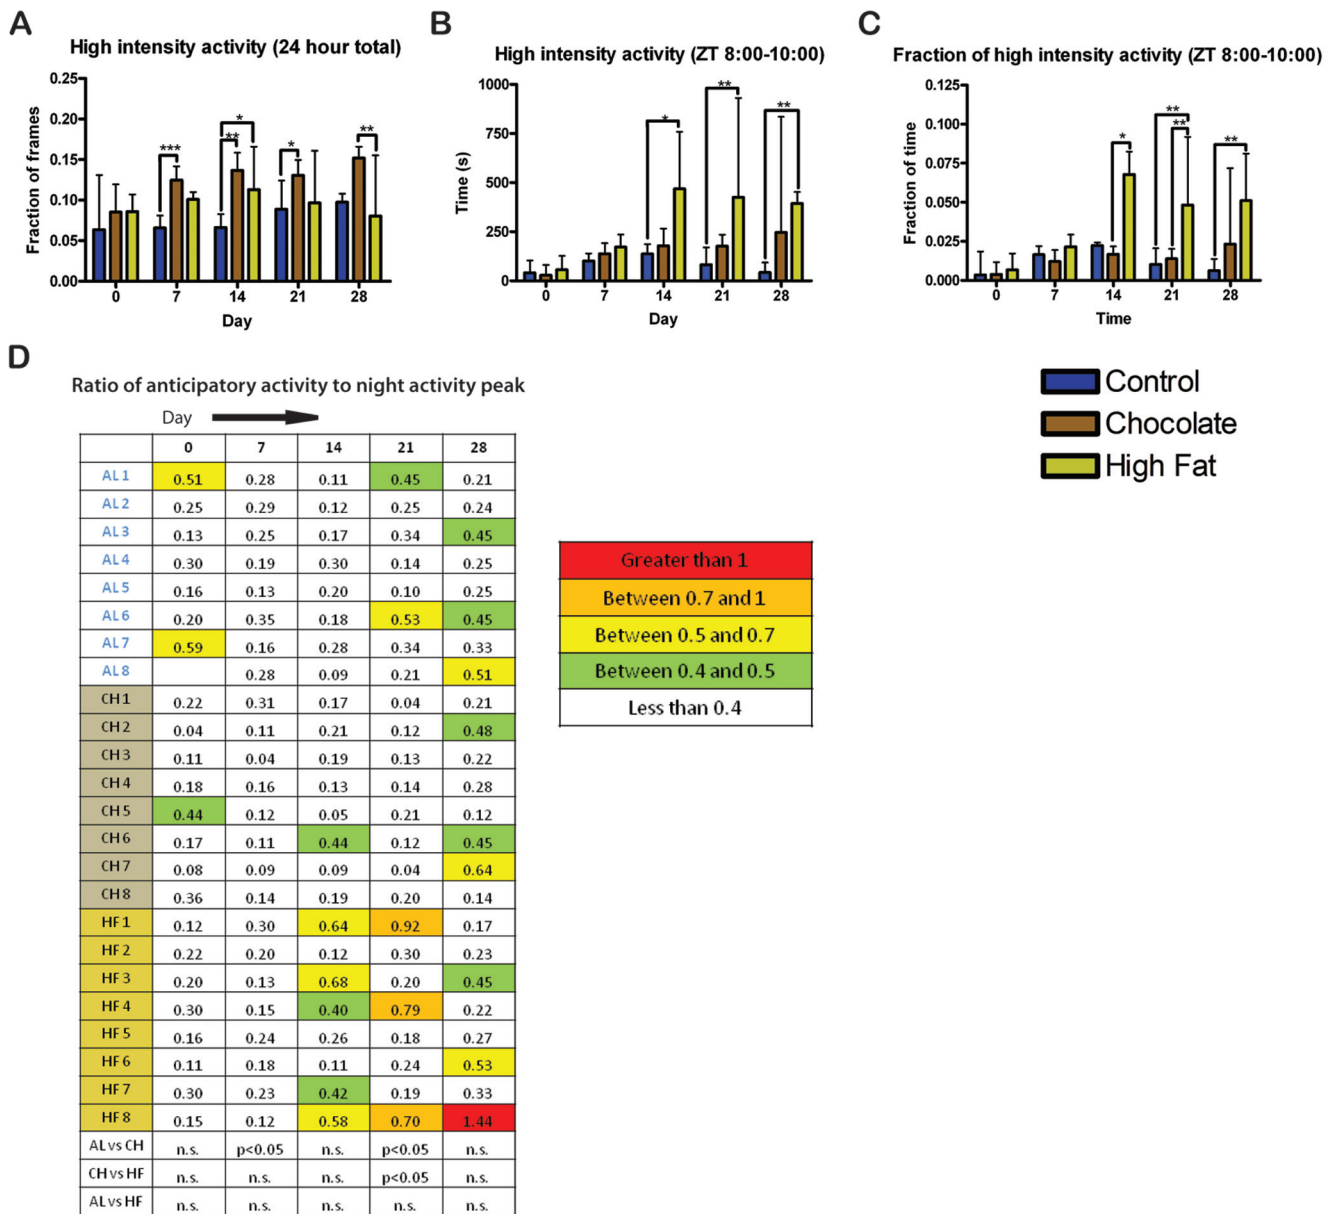 A
High intensity activity (24 hour total)
Fraction of frames
0.25
0.20
0.15
0.10
0.05
0.00
***
*
**
*
**
0 7 14 21 28
Day
B
High intensity activity (ZT 8:00-10:00)
Time (s)
1000
750
500
250
0
*
**
**
0 7 14 21 28
Day
C
Fraction of high intensity activity (ZT 8:00-10:00)
Fraction of time
0.125
0.100
0.075
0.050
0.025
0.000
*
**
**
**
0 7 14 21 28
Time
Control
Chocolate
High Fat
D
Ratio of anticipatory activity to night activity peak
Day
0 7 14 21 28
AL 1 0.51 0.28 0.11 0.45 0.21
AL 2 0.25 0.29 0.12 0.25 0.24
AL 3 0.13 0.25 0.17 0.34 0.45
AL 4 0.30 0.19 0.30 0.14 0.25
AL 5 0.16 0.13 0.20 0.10 0.25
AL 6 0.20 0.35 0.18 0.53 0.45
AL 7 0.59 0.16 0.28 0.34 0.33
AL 8 0.28 0.09 0.21 0.51
CH 1 0.22 0.31 0.17 0.04 0.21
CH 2 0.04 0.11 0.21 0.12 0.48
CH 3 0.11 0.04 0.19 0.13 0.22
CH 4 0.18 0.16 0.13 0.14 0.28
CH 5 0.44 0.12 0.05 0.21 0.12
CH 6 0.17 0.11 0.44 0.12 0.45
CH 7 0.08 0.09 0.09 0.04 0.64
CH 8 0.36 0.14 0.19 0.20 0.14
HF 1 0.12 0.30 0.64 0.92 0.17
HF 2 0.22 0.20 0.12 0.30 0.23
HF 3 0.20 0.13 0.68 0.20 0.45
HF 4 0.30 0.15 0.40 0.79 0.22
HF 5 0.16 0.24 0.26 0.18 0.27
HF 6 0.11 0.18 0.11 0.24 0.53
HF 7 0.30 0.23 0.42 0.19 0.33
HF 8 0.15 0.12 0.58 0.70 1.44
AL vs CH n.s. p<0.05 n.s. p<0.05 n.s.
CH vs HF n.s. n.s. n.s. p<0.05 n.s.
AL vs HF n.s. n.s. n.s. n.s. n.s.
Greater than 1
Between 0.7 and 1
Between 0.5 and 0.7
Between 0.4 and 0.5
Less than 0.4